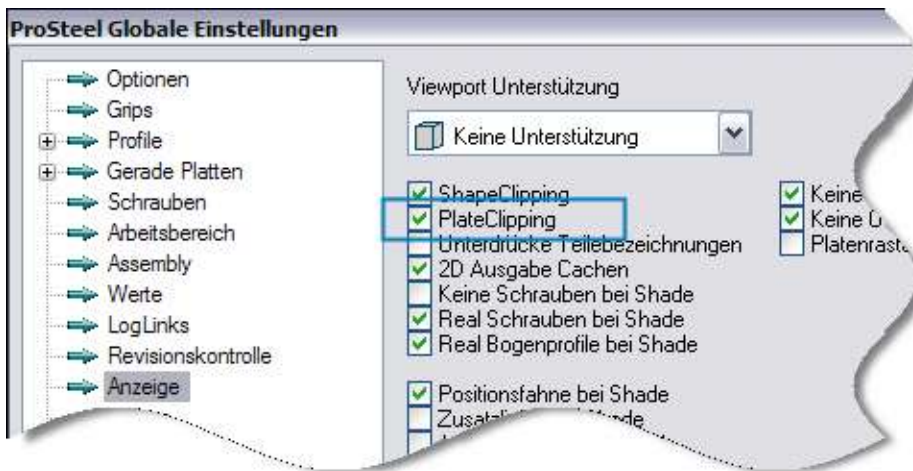 ProSteel Globale Einstellungen
Optionen
Grips
Profile
Gerade Platten
Schrauben
Arbeitsbereich
Assembly
Werte
LogLinks
Revisionskontrolle
Anzeige
Viewport Unterstützung
Keine Unterstützung
ShapeClipping
PlateClipping
Unterdrücke Teilebezeichnungen
2D Ausgabe Cachen
Keine Schrauben bei Shade
Real Schrauben bei Shade
Real Bogenprofile bei Shade
Positionsfahne bei Shade
Keine
Keine